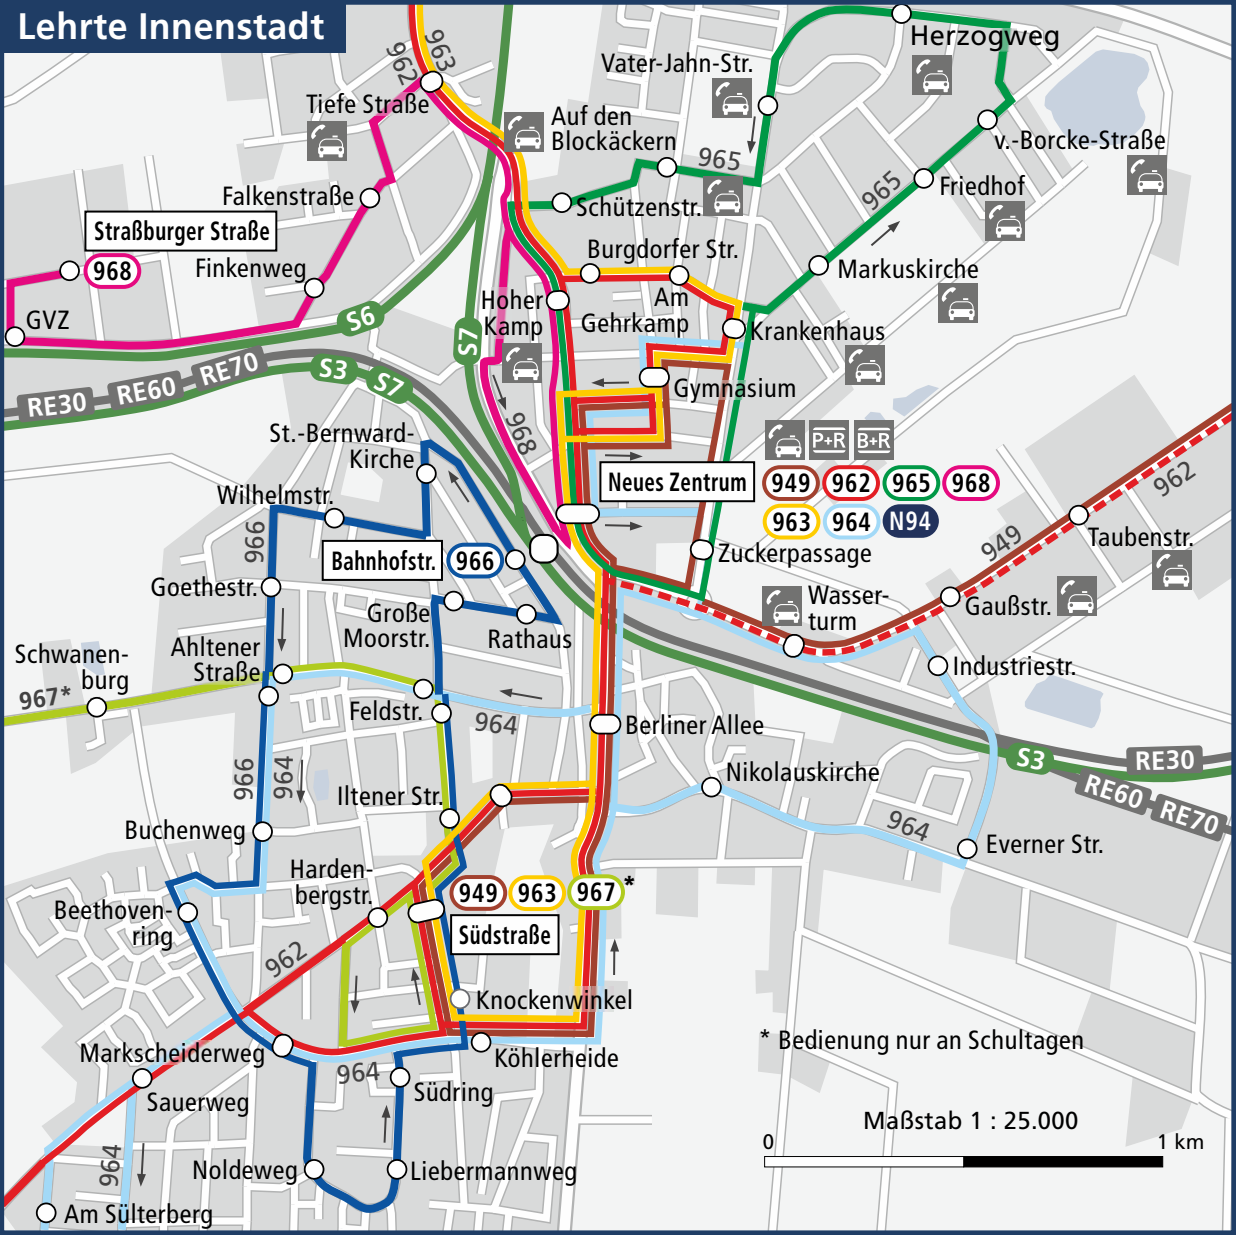 Lehrte Innenstadt
962
963
Herzogweg
Vater-Jahn-Str.
Tiefe Straße
Auf den
Blockäckern
965
v.-Borcke-Straße
965
Friedhof
Falkenstraße
Schützenstr.
Straßburger Straße
968
Burgdorfer Str.
Finkenweg
Markuskirche
Hoher
Kamp
Am
Gehrkamp
GVZ
S6
S7
Krankenhaus
RE30
RE60
RE70
S3
S7
Gymnasium
968
St.-Bernward-
Kirche
P+R
B+R
Neues Zentrum
949
962
965
968
963
964
N94
962
Wilhelmstr.
966
Taubenstr.
949
Bahnhofstr.
966
Zuckerpassage
Goethestr.
Große
Moorstr.
Rathaus
Wasser-
turm
Gaußstr.
Schwanen-
burg
Ahltener
Straße
967*
Industriestr.
Feldstr.
964
Berliner Allee
966
964
Iltener Str.
Nikolauskirche
S3
RE30
RE60
RE70
Buchenweg
964
Everner Str.
Harden-
bergstr.
949
963
967
*
Südstraße
Beethoven-
ring
962
Knockenwinkel
Markscheiderweg
964
Köhlerheide
* Bedienung nur an Schultagen
Sauerweg
Südring
Maßstab 1 : 25.000
0
1 km
964
Noldeweg
Liebermannweg
Am Sülterberg